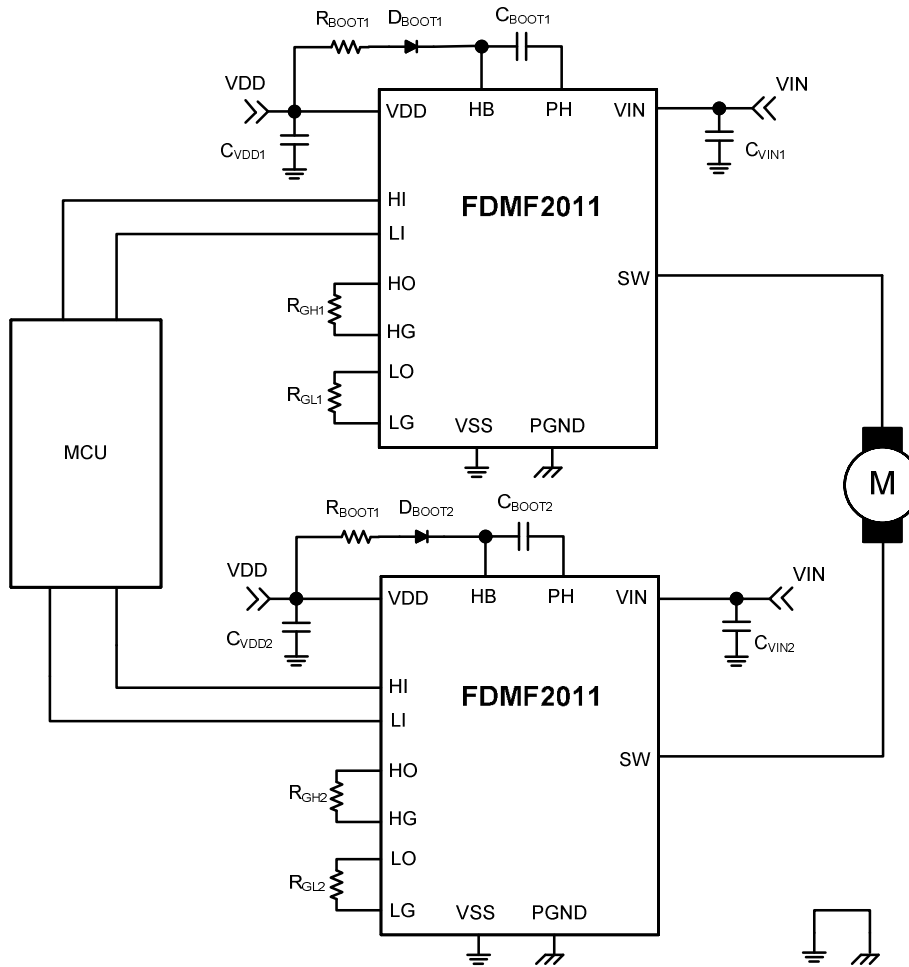 RBOOT1 DBOOT1 CBOOT1
VDD
VIN
VDD HB PH VIN
CVDD1
CVIN1
HI
FDMF2011
LI
SW
HO
RGH1
HG
LO
RGL1
LG
VSS PGND
MCU
M
RBOOT1 DBOOT2 CBOOT2
VDD
VIN
VDD HB PH VIN
CVDD2
CVIN2
HI
FDMF2011
LI
SW
HO
RGH2
HG
LO
RGL2
LG
VSS PGND